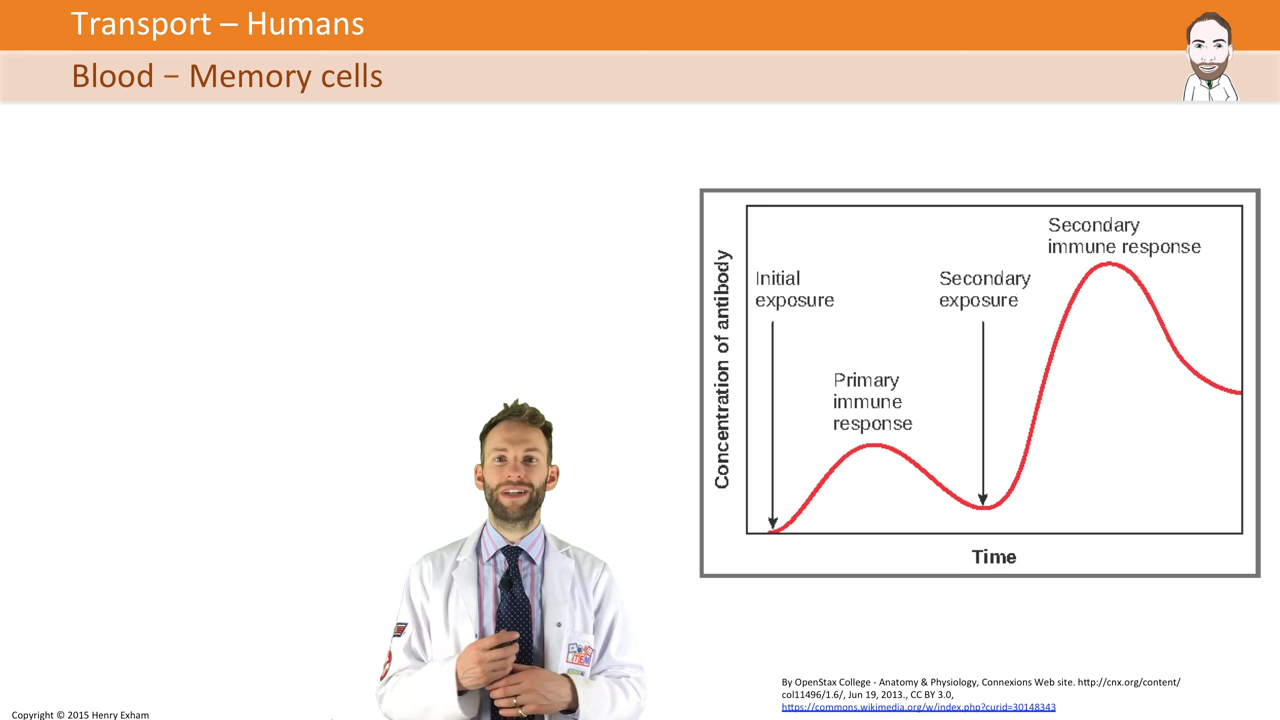 Transport – Humans
Blood – Memory cells
Secondary
immune response
Initial
exposure
Secondary
exposure
Primary
immune
response
Concentration of antibody
Time
By OpenStax College - Anatomy & Physiology, Connexions Web site. http://cnx.org/content/
col11496/1.6/, Jun 19, 2013., CC BY 3.0,
https://commons.wikimedia.org/w/index.php?curid=30148343
Copyright © 2015 Henry Exham